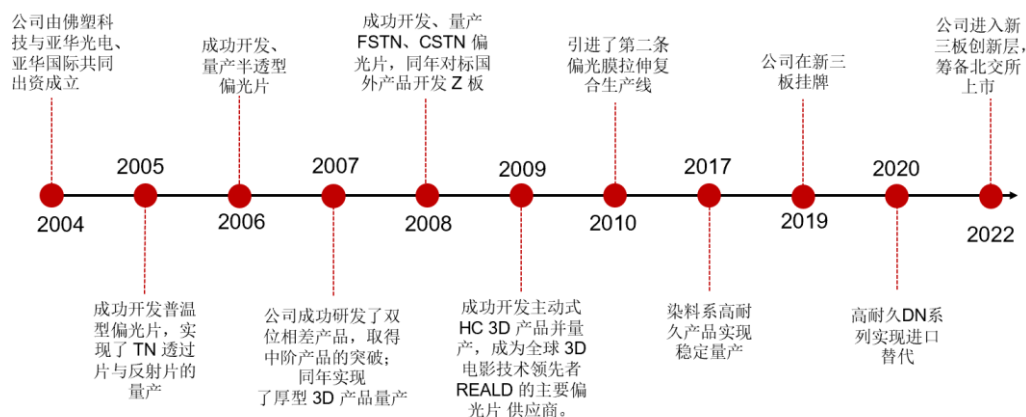 公司由佛塑科
技与亚华光电、
亚华国际共同
出资成立
2004
2005
成功开发普温
型偏光片，实
现了 TN 透过
片与反射片的
量产
成功开发、
量产半透型
偏光片
2006
2007
公司成功研发了双
位相差产品，取得
中阶产品的突破；
同年实现
了厚型 3D 产品量产
成功开发、量产
FSTN、CSTN 偏
光片，同年对标国
外产品开发 Z 板
2008
2009
成功开发主动式
HC 3D 产品并量
产，成为全球 3D
电影技术领先者
REALD 的主要偏
光片 供应商。
引进了第二条
偏光膜拉伸复
合生产线
2010
2017
染料系高耐
久产品实现
稳定量产
公司在新三
板挂牌
2019
2020
高耐久DN系
列实现进口
替代
公司进入新
三板创新层，
筹备北交所
上市
2022